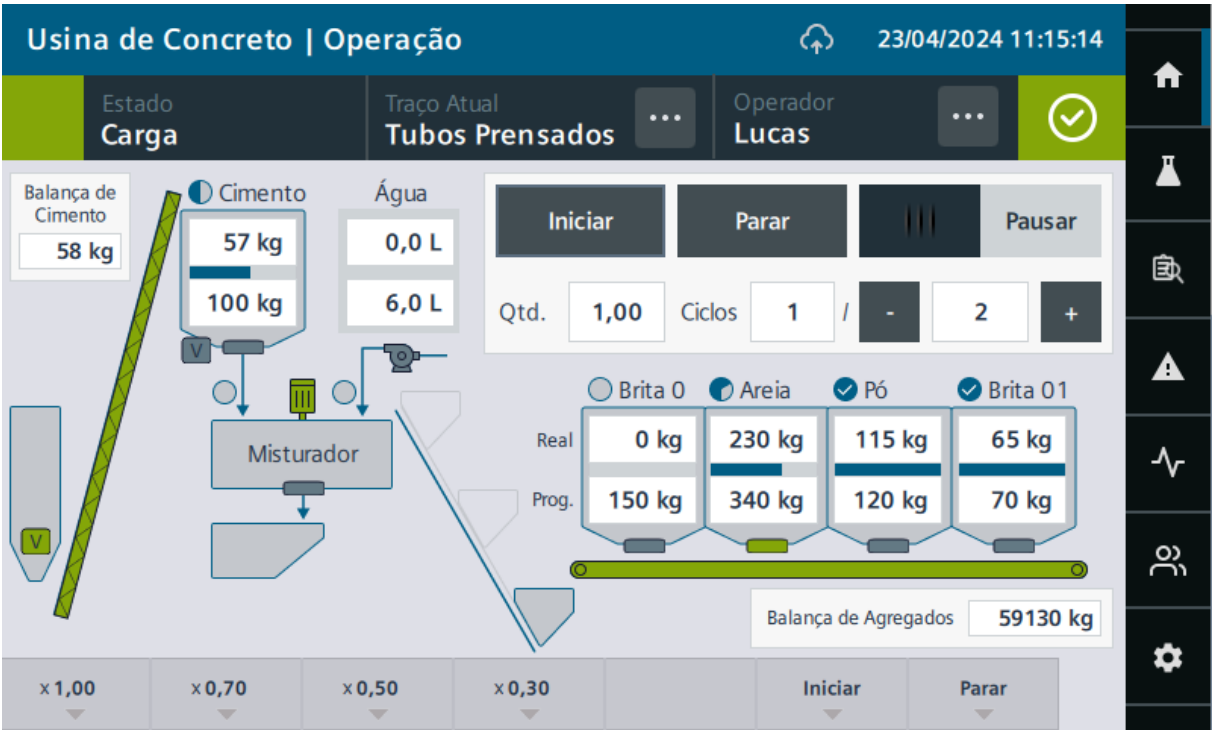 Usina de Concreto | Operação
23/04/2024 11:15:14
Estado
Carga
Traço Atual
Tubos Prensados
...
Operador
Lucas
...
Balança de
Cimento
58 kg
Cimento
57 kg
100 kg
V
Água
0,0 L
6,0 L
Iniciar
Parar
Pausar
Qtd.
1,00
Ciclos
1
/
-
2
+
Misturador
V
Brita 0
Areia
Pó
Brita 01
Real
0 kg
230 kg
115 kg
65 kg
Prog.
150 kg
340 kg
120 kg
70 kg
Balança de Agregados
59130 kg
x 1,00
x 0,70
x 0,50
x 0,30
Iniciar
Parar